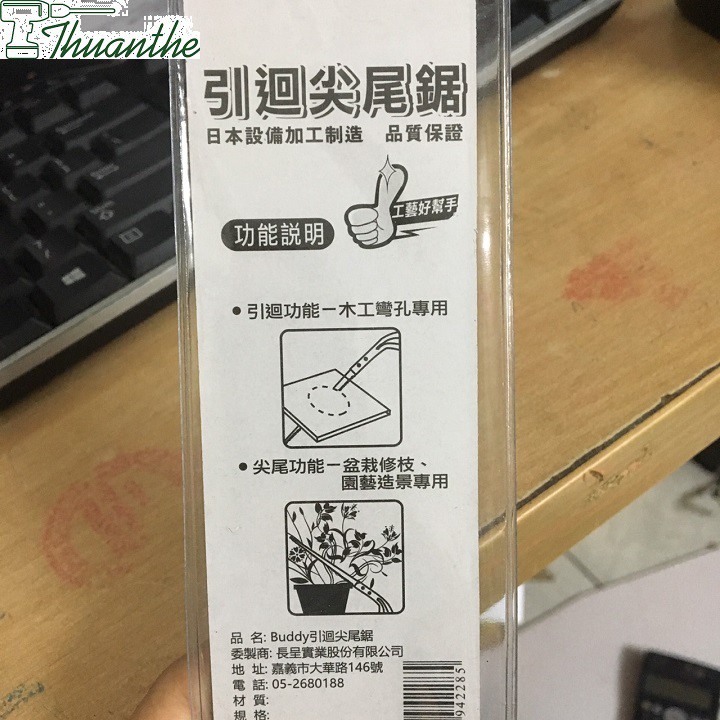 Thuanthe
引迴尖尾鋸
日本設備加工制造 品質保證
工藝好幫手
功能説明
• 引迴功能－木工彎孔專用
• 尖尾功能－盆栽修枝、
園藝造景專用
品 名: Buddy引迴尖尾鋸
委製商: 長呈實業股份有限公司
地 址: 嘉義市大華路146號
電 話: 05-2680188
材 質:
規 格:
942285